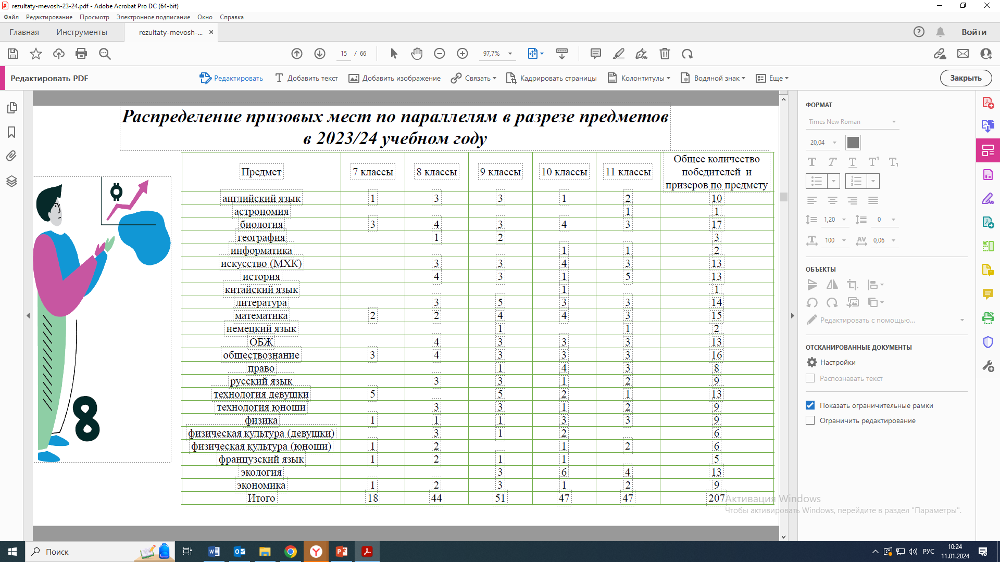 rezultaty-mevosh-23-24.pdf - Adobe Acrobat Pro DC (64-bit)
Файл Редактирование Просмотр Электронное подписание Окно Справка
Главная Инструменты rezultaty-mevosh-... × Войти
15 / 66 97,7%
Редактировать PDF Редактировать Добавить текст Добавить изображение Связать Кадрировать страницы Колонтитулы Водяной знак Еще Закрыть
Распределение призовых мест по параллелям в разрезе предметов
в 2023/24 учебном году
Предмет 7 классы 8 классы 9 классы 10 классы 11 классы Общее количество победителей и призеров по предмету
английский язык 1 3 3 1 2 10
астрономия 1 1
биология 3 4 3 4 3 17
география 1 2 3
информатика 1 1 2
искусство (МХК) 3 3 4 3 13
история 4 3 1 5 13
китайский язык 1 1
литература 3 5 3 3 14
математика 2 2 4 4 3 15
немецкий язык 1 1 2
ОБЖ 4 3 3 3 13
обществознание 3 4 3 3 3 16
право 1 4 3 8
русский язык 3 3 1 2 9
технология девушки 5 5 2 1 13
технология юноши 3 3 1 2 9
физика 1 1 1 3 3 9
физическая культура (девушки) 3 1 2 6
физическая культура (юноши) 1 2 1 2 6
французский язык 1 2 1 1 5
экология 3 6 4 13
экономика 1 2 3 1 2 9
Итого 18 44 51 47 47 207
8
ФОРМАТ
Times New Roman
20,04
1,20 0
100 0,06
ОБЪЕКТЫ
Редактировать с помощью...
ОТСКАНИРОВАННЫЕ ДОКУМЕНТЫ
Настройки
Распознавать текст
Показать ограничительные рамки
Ограничить редактирование
Активация Windows
Чтобы активировать Windows, перейдите в раздел "Параметры".
Поиск
РУС
10:24
11.01.2024